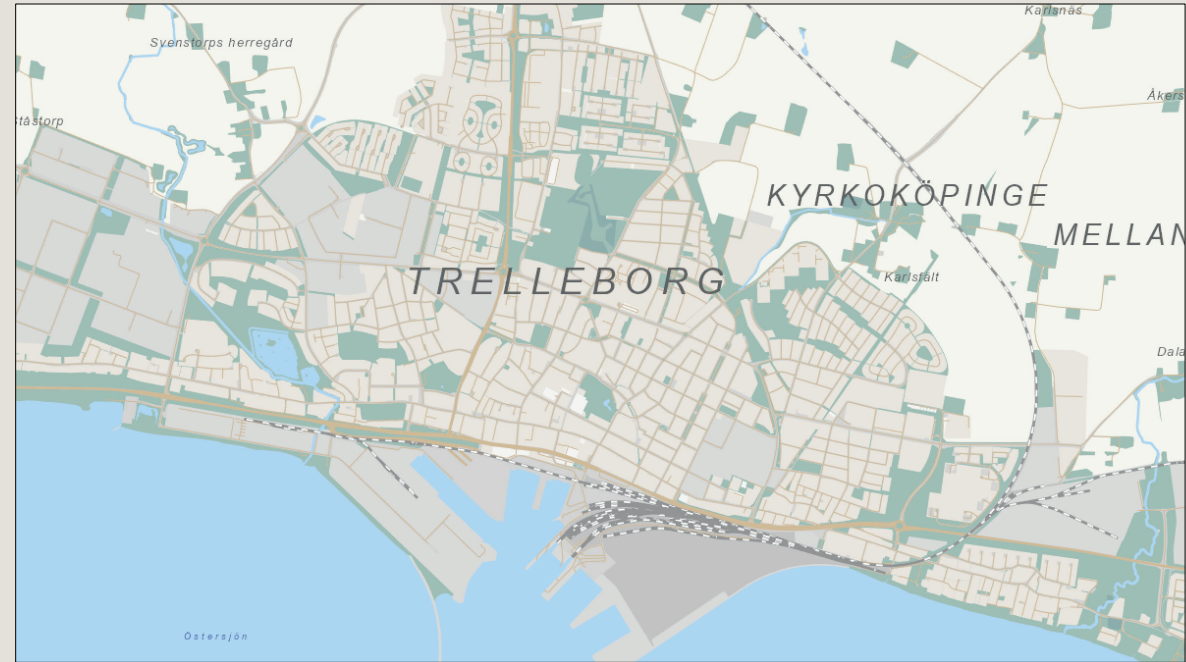 Karlsnäs
Svenstorps herregård
Åkers
Ståstorp
KYRKOKÖPINGE
MELLAN
TRELLEBORG
Karlsfält
Dala
Östersjön